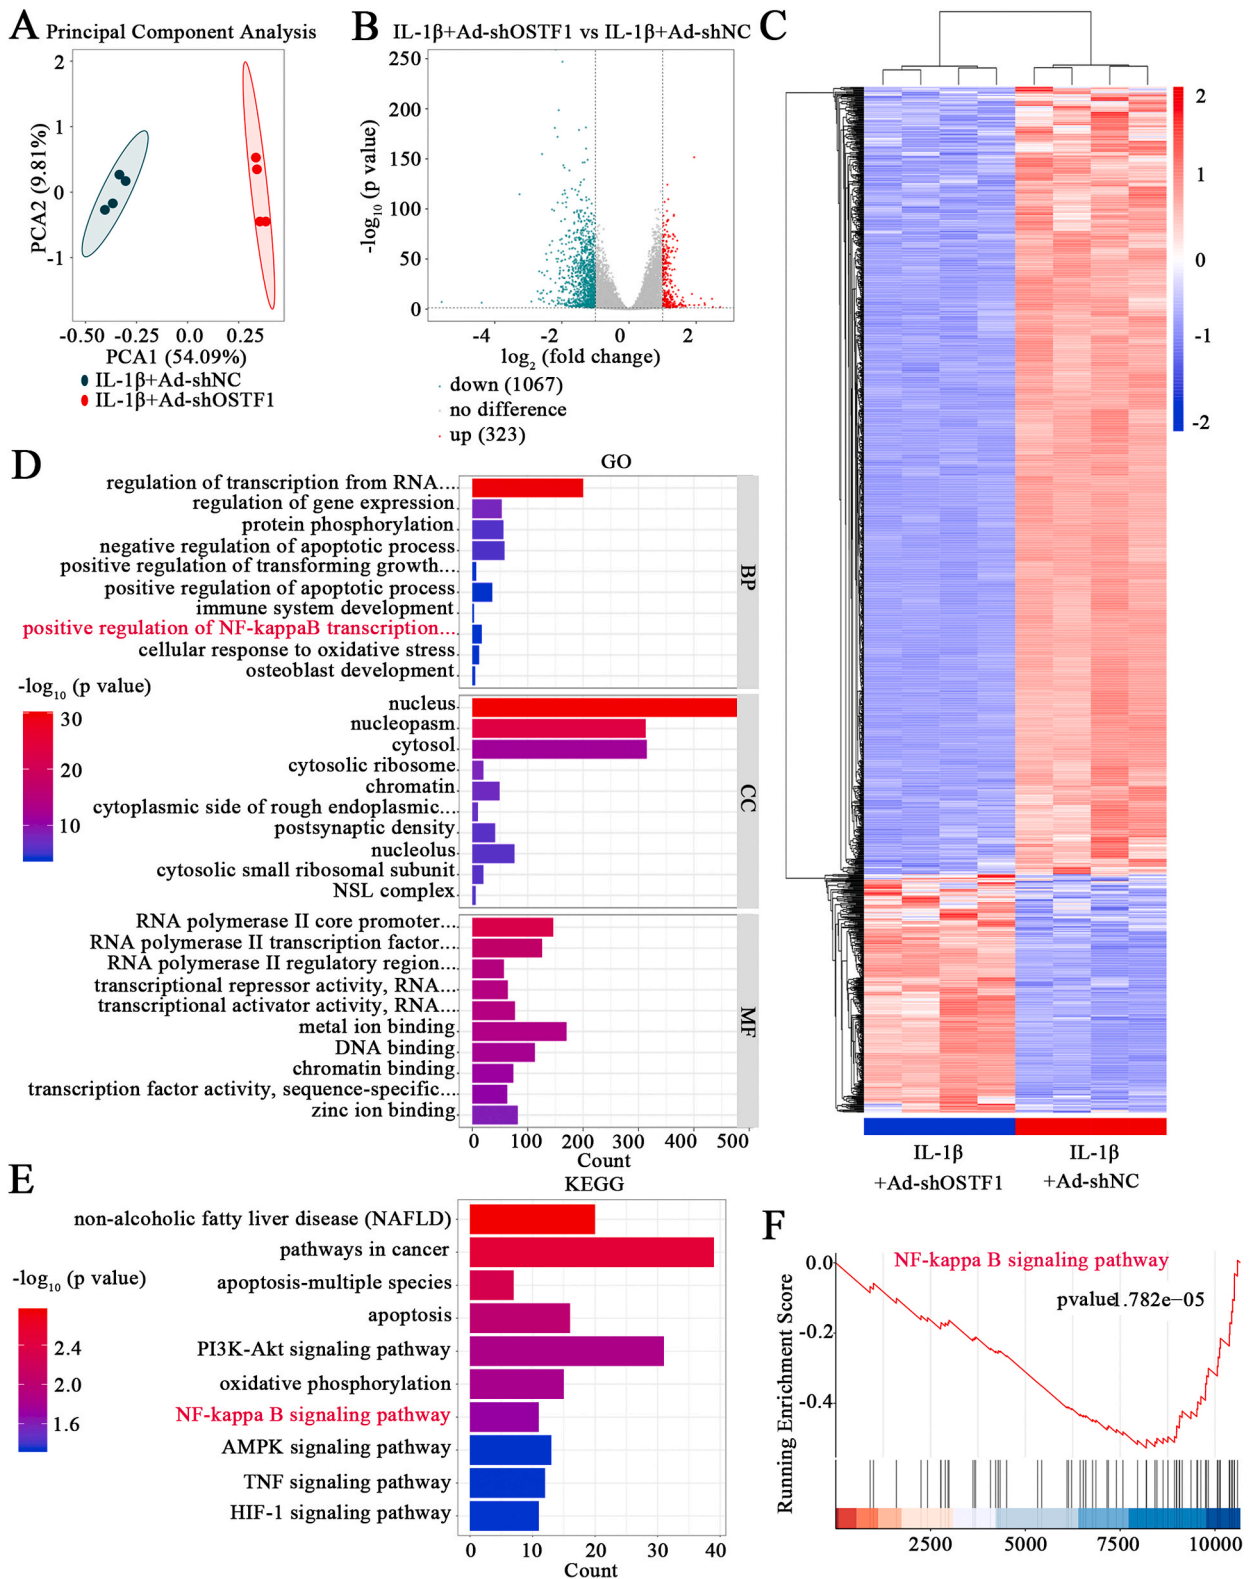 A
Principal Component Analysis
PCA2 (9.81%)
2
1
0
-1
-0.50
-0.25
0.0
0.25
PCA1 (54.09%)
IL-1β+Ad-shNC
IL-1β+Ad-shOSTF1
B
IL-1β+Ad-shOSTF1 vs IL-1β+Ad-shNC
-log10 (p value)
250
200
150
100
50
0
-4
-2
0
2
log2 (fold change)
down (1067)
no difference
up (323)
C
2
1
0
-1
-2
IL-1β
+Ad-shOSTF1
IL-1β
+Ad-shNC
D
GO
regulation of transcription from RNA...
regulation of gene expression
protein phosphorylation
negative regulation of apoptotic process
positive regulation of transforming growth...
positive regulation of apoptotic process
immune system development
positive regulation of NF-kappaB transcription...
cellular response to oxidative stress
osteoblast development
BP
-log10 (p value)
30
20
10
nucleus
nucleopasm
cytosol
cytosolic ribosome
chromatin
cytoplasmic side of rough endoplasmic...
postsynaptic density
nucleolus
cytosolic small ribosomal subunit
NSL complex
CC
RNA polymerase II core promoter...
RNA polymerase II transcription factor...
RNA polymerase II regulatory region...
transcriptional repressor activity, RNA...
transcriptional activator activity, RNA...
metal ion binding
DNA binding
chromatin binding
transcription factor activity, sequence-specific...
zinc ion binding
MF
0
100
200
300
400
500
Count
E
KEGG
non-alcoholic fatty liver disease (NAFLD)
pathways in cancer
apoptosis-multiple species
apoptosis
PI3K-Akt signaling pathway
oxidative phosphorylation
NF-kappa B signaling pathway
AMPK signaling pathway
TNF signaling pathway
HIF-1 signaling pathway
-log10 (p value)
2.4
2.0
1.6
0
10
20
30
40
Count
F
NF-kappa B signaling pathway
pvalue1.782e−05
Running Enrichment Score
0.0
-0.2
-0.4
2500
5000
7500
10000